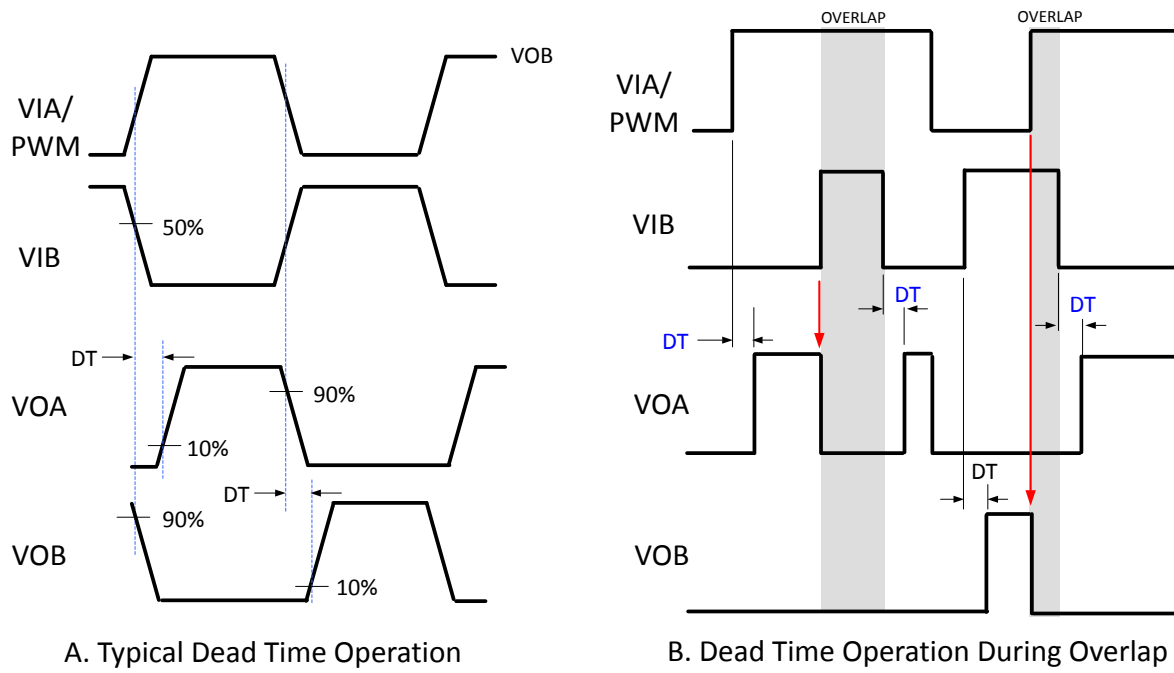 VOB
VIA/
PWM
50%
VIB
DT
VOA
90%
10%
DT
90%
VOB
10%
A. Typical Dead Time Operation
OVERLAP
OVERLAP
VIA/
PWM
VIB
DT
DT
DT
VOA
DT
VOB
B. Dead Time Operation During Overlap